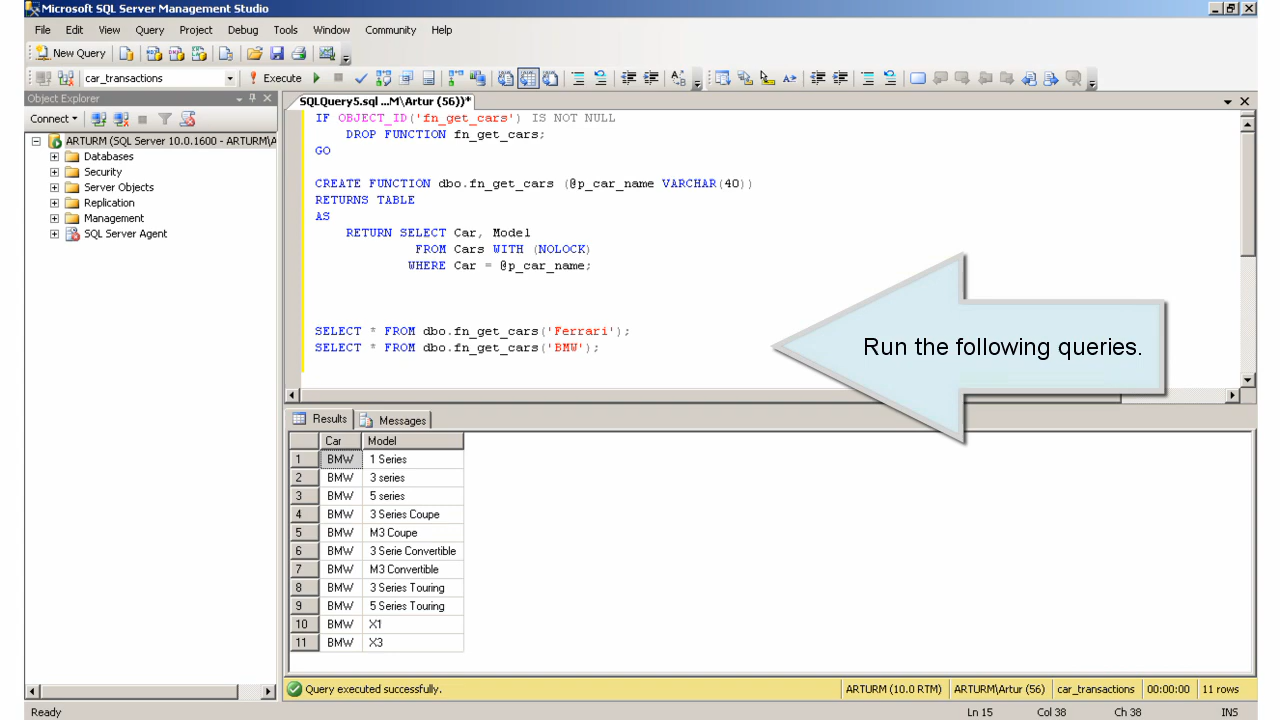 Microsoft SQL Server Management Studio
File Edit View Query Project Debug Tools Window Community Help
New Query
car_transactions Execute
Object Explorer
SQLQuery5.sql ...M\Artur (56))*
Connect
ARTURM (SQL Server 10.0.1600 - ARTURM\A
Databases
Security
Server Objects
Replication
Management
SQL Server Agent
IF OBJECT_ID('fn_get_cars') IS NOT NULL
DROP FUNCTION fn_get_cars;
GO
CREATE FUNCTION dbo.fn_get_cars (@p_car_name VARCHAR(40))
RETURNS TABLE
AS
RETURN SELECT Car, Model
FROM Cars WITH (NOLOCK)
WHERE Car = @p_car_name;
SELECT * FROM dbo.fn_get_cars('Ferrari');
SELECT * FROM dbo.fn_get_cars('BMW');
Run the following queries.
Results Messages
Car Model
1 BMW 1 Series
2 BMW 3 series
3 BMW 5 series
4 BMW 3 Series Coupe
5 BMW M3 Coupe
6 BMW 3 Serie Convertible
7 BMW M3 Convertible
8 BMW 3 Series Touring
9 BMW 5 Series Touring
10 BMW X1
11 BMW X3
Query executed successfully. ARTURM (10.0 RTM) ARTURM\Artur (56) car_transactions 00:00:00 11 rows
Ready Ln 15 Col 38 Ch 38 INS